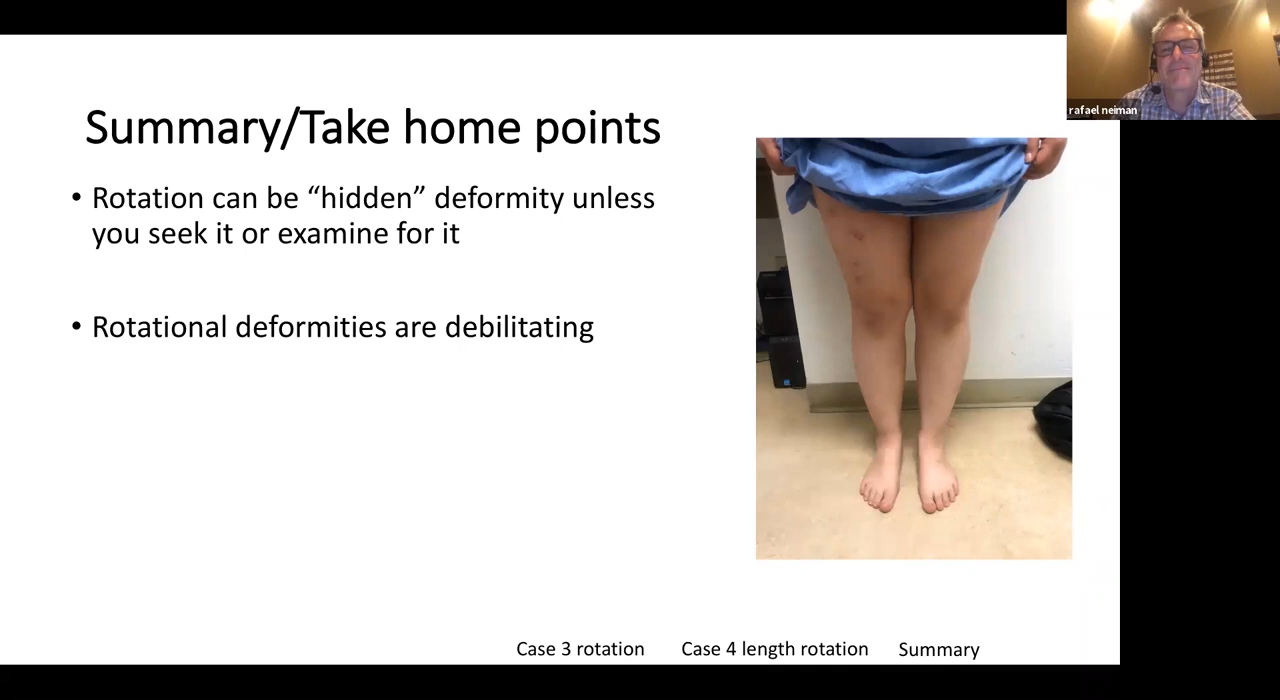 rafael neiman
Summary/Take home points
• Rotation can be “hidden” deformity unless
you seek it or examine for it
• Rotational deformities are debilitating
Case 3 rotation
Case 4 length rotation
Summary